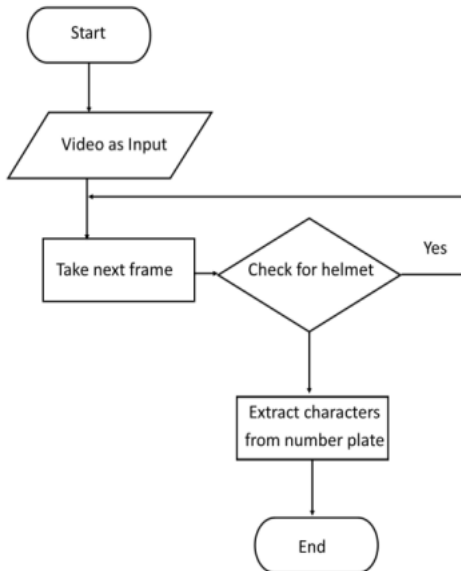 Start
Video as Input
Take next frame
Check for helmet
Yes
Extract characters
from number plate
End